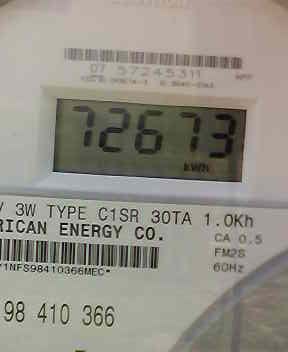 07 57245311
72673
kWh
V 3W TYPE C1SR 30TA 1.0Kh
RICAN ENERGY CO.
CA 0.5
FM2S
60Hz
Y1NFS98410366MEC*
98 410 366